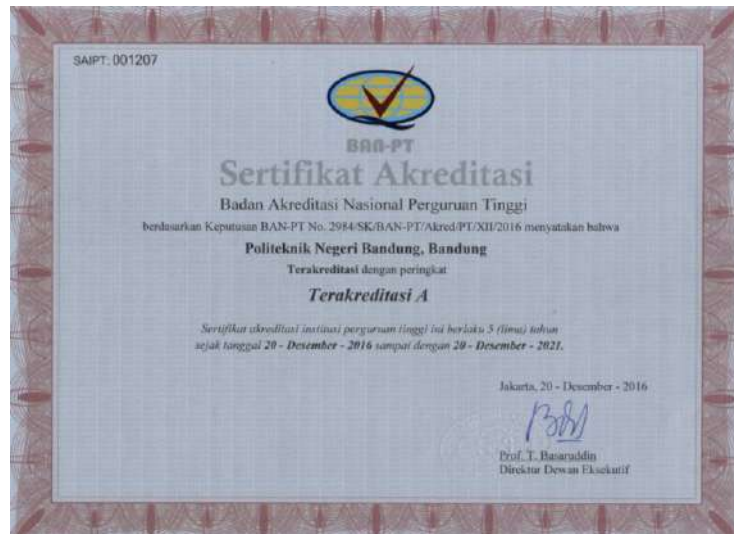 SAIPT: 001207
BAN-PT
Sertifikat Akreditasi
Badan Akreditasi Nasional Perguruan Tinggi
berdasarkan Keputusan BAN-PT No. 2984/SK/BAN-PT/Akred/PT/XII/2016 menyatakan bahwa
Politeknik Negeri Bandung, Bandung
Terakreditasi dengan peringkat
Terakreditasi A
Sertifikat akreditasi institusi perguruan tinggi ini berlaku 5 (lima) tahun
sejak tanggal 20 - Desember - 2016 sampai dengan 20 - Desember - 2021.
Jakarta, 20 - Desember - 2016
Prof. T. Basaruddin
Direktur Dewan Eksekutif